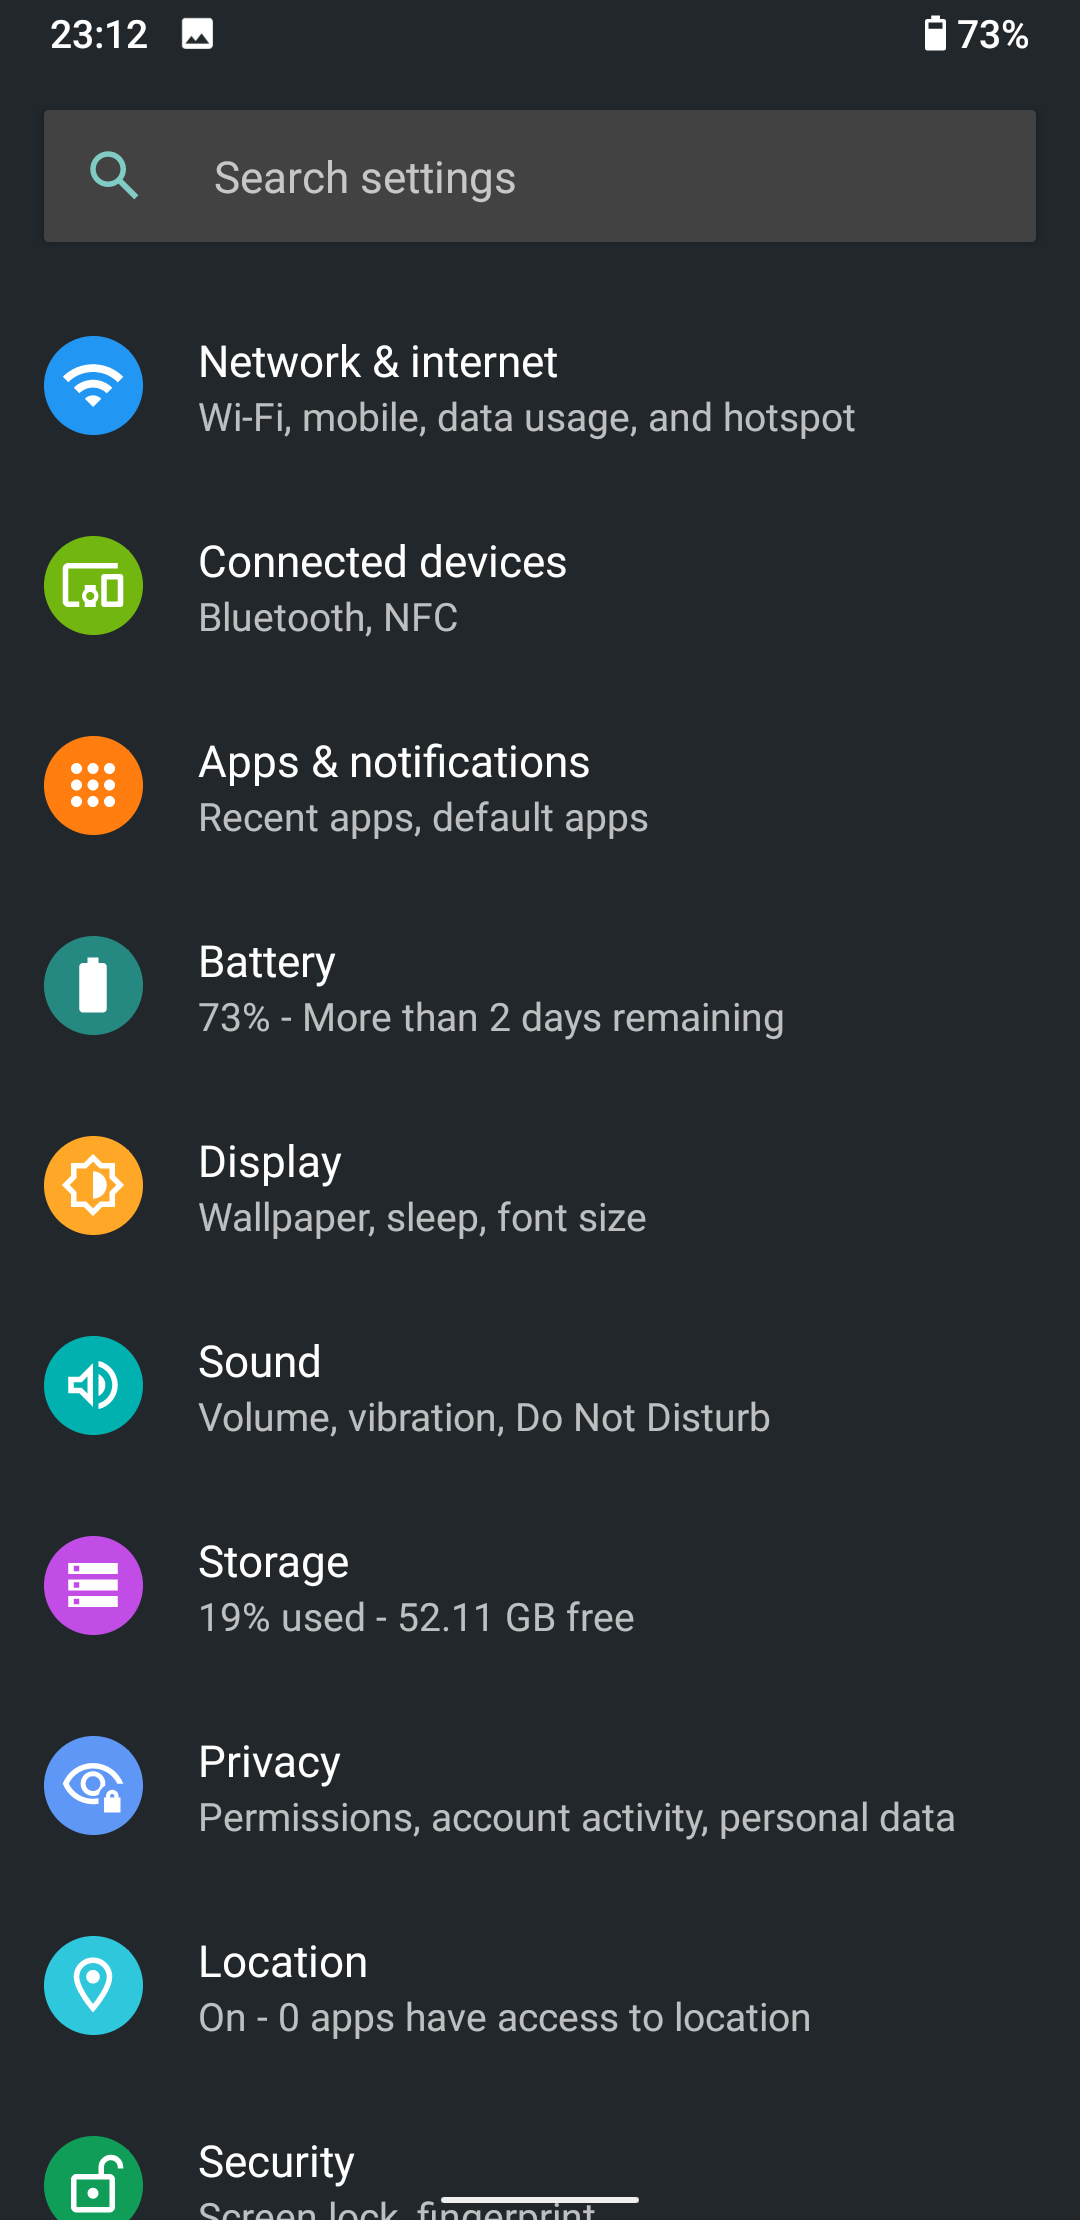 23:12 73%
Search settings
Network & internet
Wi-Fi, mobile, data usage, and hotspot
Connected devices
Bluetooth, NFC
Apps & notifications
Recent apps, default apps
Battery
73% - More than 2 days remaining
Display
Wallpaper, sleep, font size
Sound
Volume, vibration, Do Not Disturb
Storage
19% used - 52.11 GB free
Privacy
Permissions, account activity, personal data
Location
On - 0 apps have access to location
Security
Screen lock, fingerprint